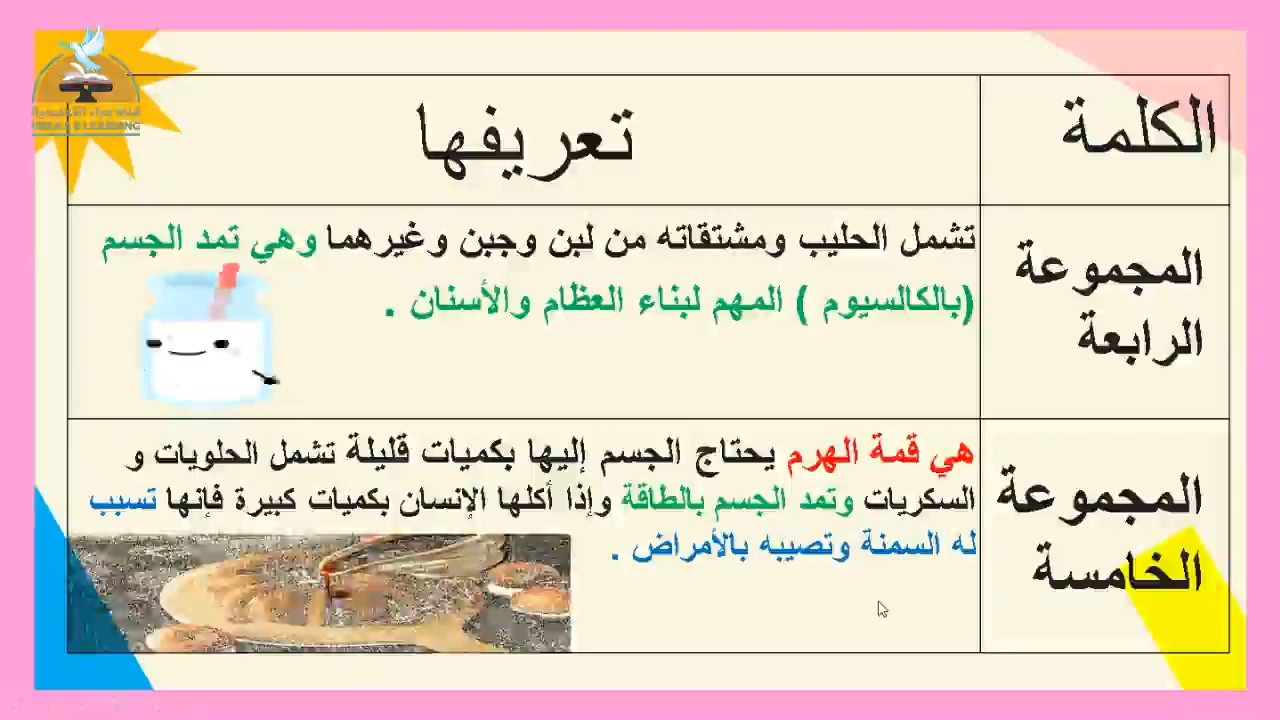 الكلمة
تعريفها
المجموعة
الرابعة
تشمل الحليب ومشتقاته من لبن وجبن وغيرهما وهي تمد الجسم
(بالكالسيوم ) المهم لبناء العظام والأسنان .
المجموعة
الخامسة
هي قمة الهرم يحتاج الجسم إليها بكميات قليلة تشمل الحلويات و
السكريات وتمد الجسم بالطاقة وإذا أكلها الإنسان بكميات كبيرة فإنها تسبب
له السمنة وتصيبه بالأمراض .